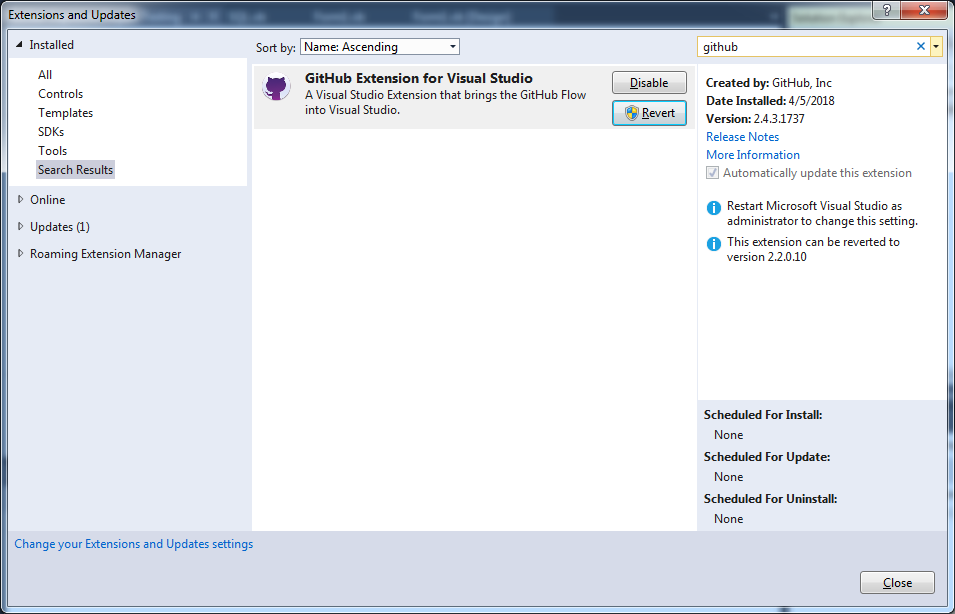 Extensions and Updates
Installed
All
Controls
Templates
SDKs
Tools
Search Results
Online
Updates (1)
Roaming Extension Manager
Change your Extensions and Updates settings
Sort by: Name: Ascending
GitHub Extension for Visual Studio
A Visual Studio Extension that brings the GitHub Flow
into Visual Studio.
Disable
Revert
github
Created by: GitHub, Inc
Date Installed: 4/5/2018
Version: 2.4.3.1737
Release Notes
More Information
Automatically update this extension
Restart Microsoft Visual Studio as
administrator to change this setting.
This extension can be reverted to
version 2.2.0.10
Scheduled For Install:
None
Scheduled For Update:
None
Scheduled For Uninstall:
None
Close